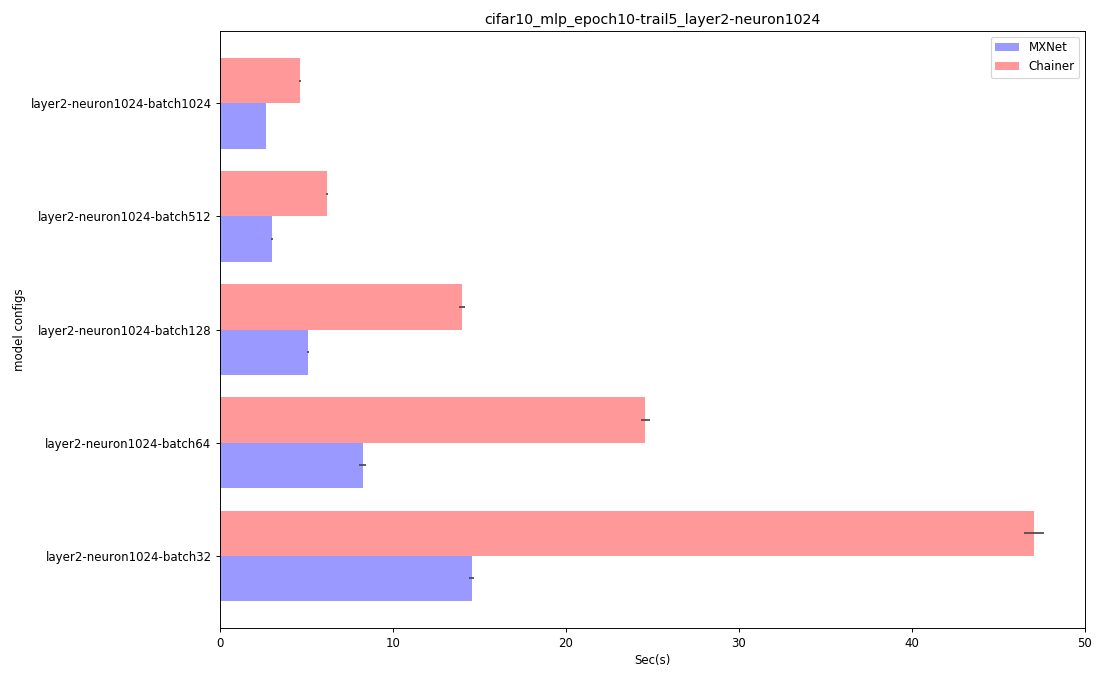 cifar10_mlp_epoch10-trail5_layer2-neuron1024
MXNet
Chainer
layer2-neuron1024-batch1024
layer2-neuron1024-batch512
layer2-neuron1024-batch128
layer2-neuron1024-batch64
layer2-neuron1024-batch32
model configs
0 10 20 30 40 50
Sec(s)